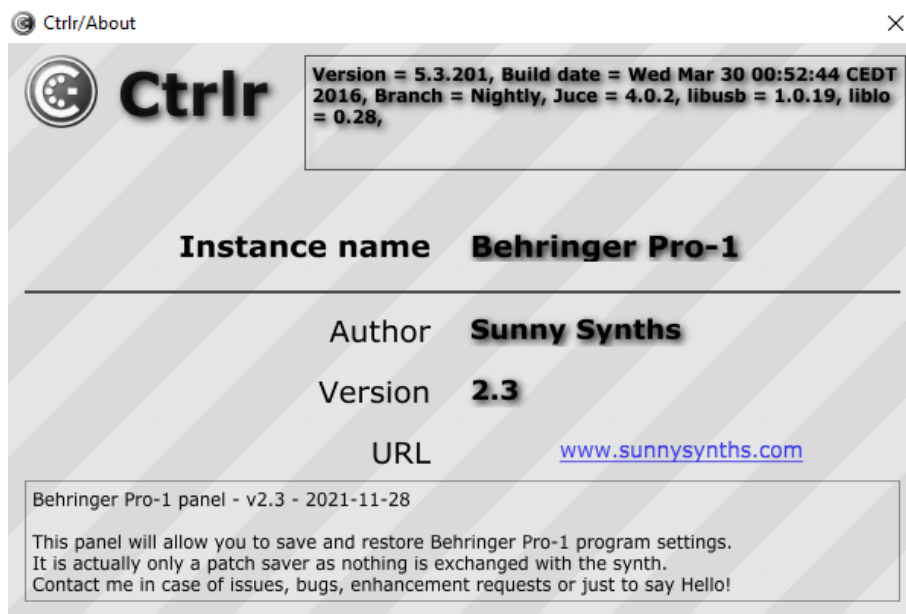 Ctrlr/About
Ctrlr
Version = 5.3.201, Build date = Wed Mar 30 00:52:44 CEDT
2016, Branch = Nightly, Juce = 4.0.2, libusb = 1.0.19, liblo
= 0.28,
Instance name Behringer Pro-1
Author Sunny Synths
Version 2.3
URL www.sunnysynths.com
Behringer Pro-1 panel - v2.3 - 2021-11-28
This panel will allow you to save and restore Behringer Pro-1 program settings.
It is actually only a patch saver as nothing is exchanged with the synth.
Contact me in case of issues, bugs, enhancement requests or just to say Hello!